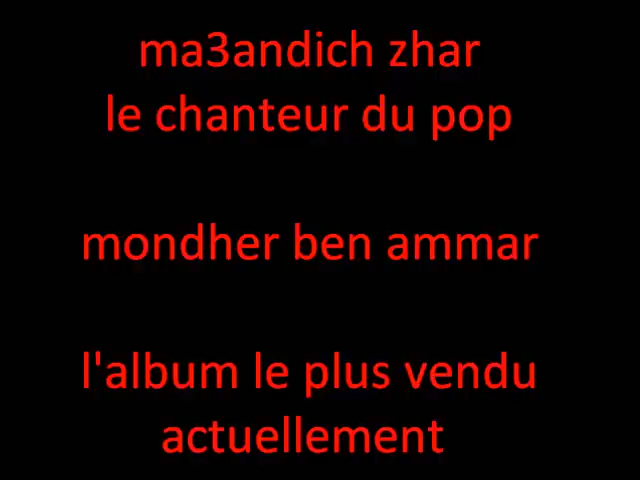 ma3andich zhar
le chanteur du pop
mondher ben ammar
l'album le plus vendu
actuellement